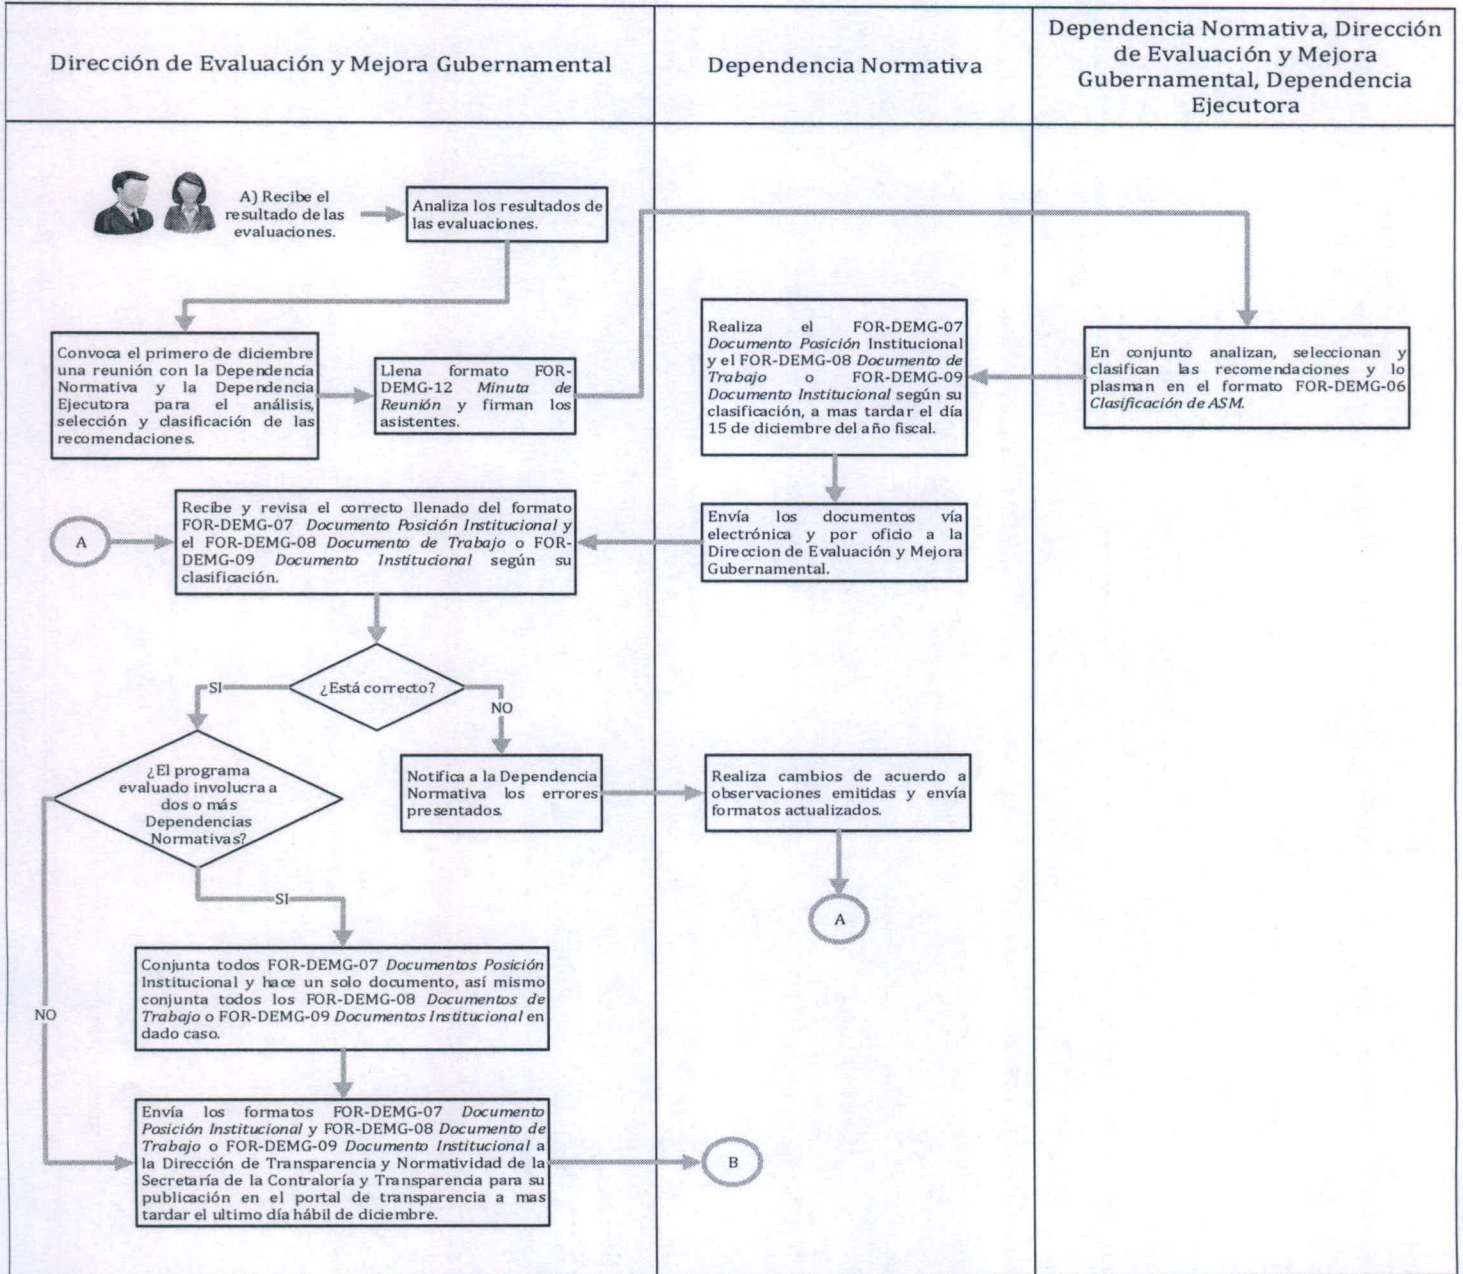 Dirección de Evaluación y Mejora Gubernamental
Dependencia Normativa
Dependencia Normativa, Dirección
de Evaluación y Mejora
Gubernamental, Dependencia
Ejecutora
A) Recibe el
resultado de las
evaluaciones.
Analiza los resultados de
las evaluaciones.
Convoca el primero de diciembre
una reunión con la Dependencia
Normativa y la Dependencia
Ejecutora para el análisis,
selección y clasificación de las
recomendaciones.
Llena formato FOR-
DEMG-12 Minuta de
Reunión y firman los
asistentes.
Realiza el FOR-DEMG-07
Documento Posición Institucional
y el FOR-DEMG-08 Documento de
Trabajo o FOR-DEMG-09
Documento Institucional según su
clasificación, a mas tardar el día
15 de diciembre del año fiscal.
En conjunto analizan, seleccionan y
clasifican las recomendaciones y lo
plasman en el formato FOR-DEMG-06
Clasificación de ASM.
A
Recibe y revisa el correcto llenado del formato
FOR-DEMG-07 Documento Posición Institucional y
el FOR-DEMG-08 Documento de Trabajo o FOR-
DEMG-09 Documento Institucional según su
clasificación.
Envía los documentos vía
electrónica y por oficio a la
Direccion de Evaluación y Mejora
Gubernamental.
¿Está correcto?
SI
NO
¿El programa
evaluado involucra a
dos o más
Dependencias
Normativas?
Notifica a la Dependencia
Normativa los errores
presentados.
Realiza cambios de acuerdo a
observaciones emitidas y envía
formatos actualizados.
SI
A
Conjunta todos FOR-DEMG-07 Documentos Posición
Institucional y hace un solo documento, así mismo
conjunta todos los FOR-DEMG-08 Documentos de
Trabajo o FOR-DEMG-09 Documentos Institucional en
dado caso.
NO
Envía los formatos FOR-DEMG-07 Documento
Posición Institucional y FOR-DEMG-08 Documento de
Trabajo o FOR-DEMG-09 Documento Institucional a
la Dirección de Transparencia y Normatividad de la
Secretaría de la Contraloría y Transparencia para su
publicación en el portal de transparencia a mas
tardar el ultimo día hábil de diciembre.
B